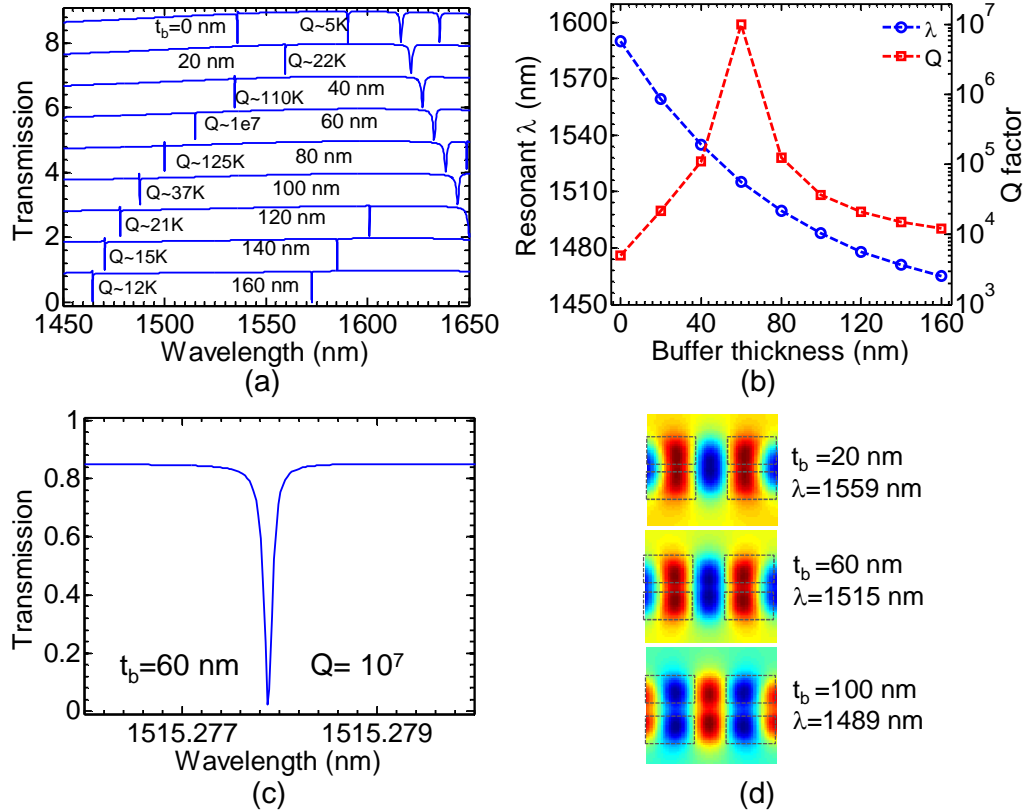 8
6
4
2
0
Transmission
t_b=0 nm
Q~5K
20 nm
Q~22K
40 nm
Q~110K
60 nm
Q~1e7
80 nm
Q~125K
100 nm
Q~37K
120 nm
Q~21K
140 nm
Q~15K
160 nm
Q~12K
1450 1500 1550 1600 1650
Wavelength (nm)
(a)
1600
1570
1540
1510
1480
1450
Resonant λ (nm)
λ
Q
10^7
10^6
10^5
10^4
10^3
Q factor
0 40 80 120 160
Buffer thickness (nm)
(b)
1
0.8
0.6
0.4
0.2
0
Transmission
t_b=60 nm Q= 10^7
1515.277 1515.279
Wavelength (nm)
(c)
t_b =20 nm
λ=1559 nm
t_b =60 nm
λ=1515 nm
t_b =100 nm
λ=1489 nm
(d)